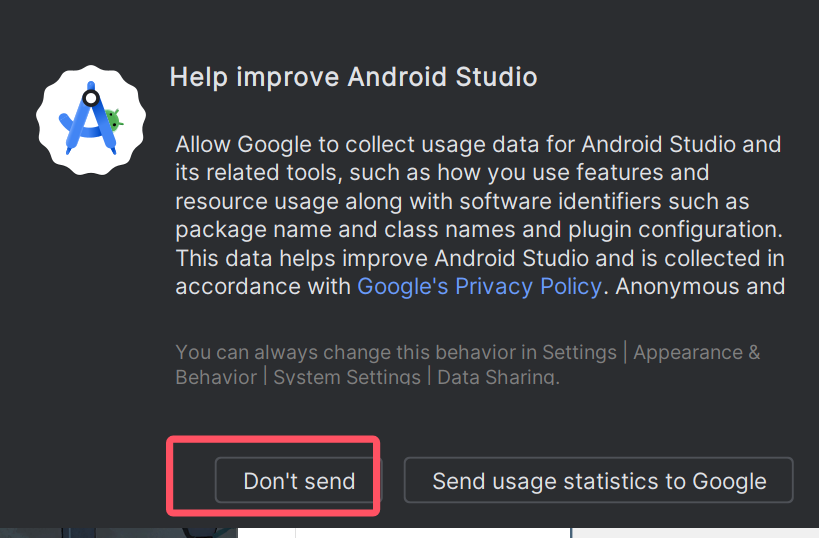 Help improve Android Studio
Allow Google to collect usage data for Android Studio and
its related tools, such as how you use features and
resource usage along with software identifiers such as
package name and class names and plugin configuration.
This data helps improve Android Studio and is collected in
accordance with Google's Privacy Policy. Anonymous and
You can always change this behavior in Settings | Appearance &
Behavior | System Settings | Data Sharing.
Don't send
Send usage statistics to Google